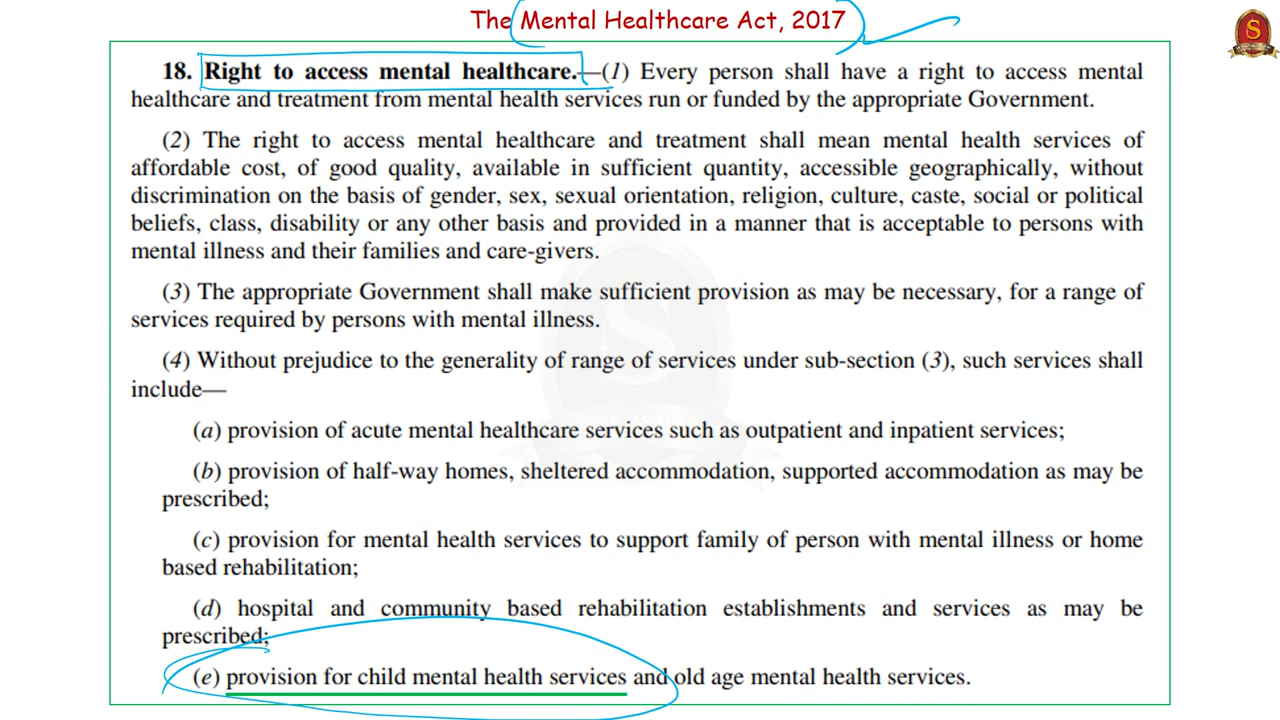 The Mental Healthcare Act, 2017
S
18. Right to access mental healthcare.—(1) Every person shall have a right to access mental
healthcare and treatment from mental health services run or funded by the appropriate Government.
(2) The right to access mental healthcare and treatment shall mean mental health services of
affordable cost, of good quality, available in sufficient quantity, accessible geographically, without
discrimination on the basis of gender, sex, sexual orientation, religion, culture, caste, social or political
beliefs, class, disability or any other basis and provided in a manner that is acceptable to persons with
mental illness and their families and care-givers.
(3) The appropriate Government shall make sufficient provision as may be necessary, for a range of
services required by persons with mental illness.
(4) Without prejudice to the generality of range of services under sub-section (3), such services shall
include—
(a) provision of acute mental healthcare services such as outpatient and inpatient services;
(b) provision of half-way homes, sheltered accommodation, supported accommodation as may be
prescribed;
(c) provision for mental health services to support family of person with mental illness or home
based rehabilitation;
(d) hospital and community based rehabilitation establishments and services as may be
prescribed;
(e) provision for child mental health services and old age mental health services.